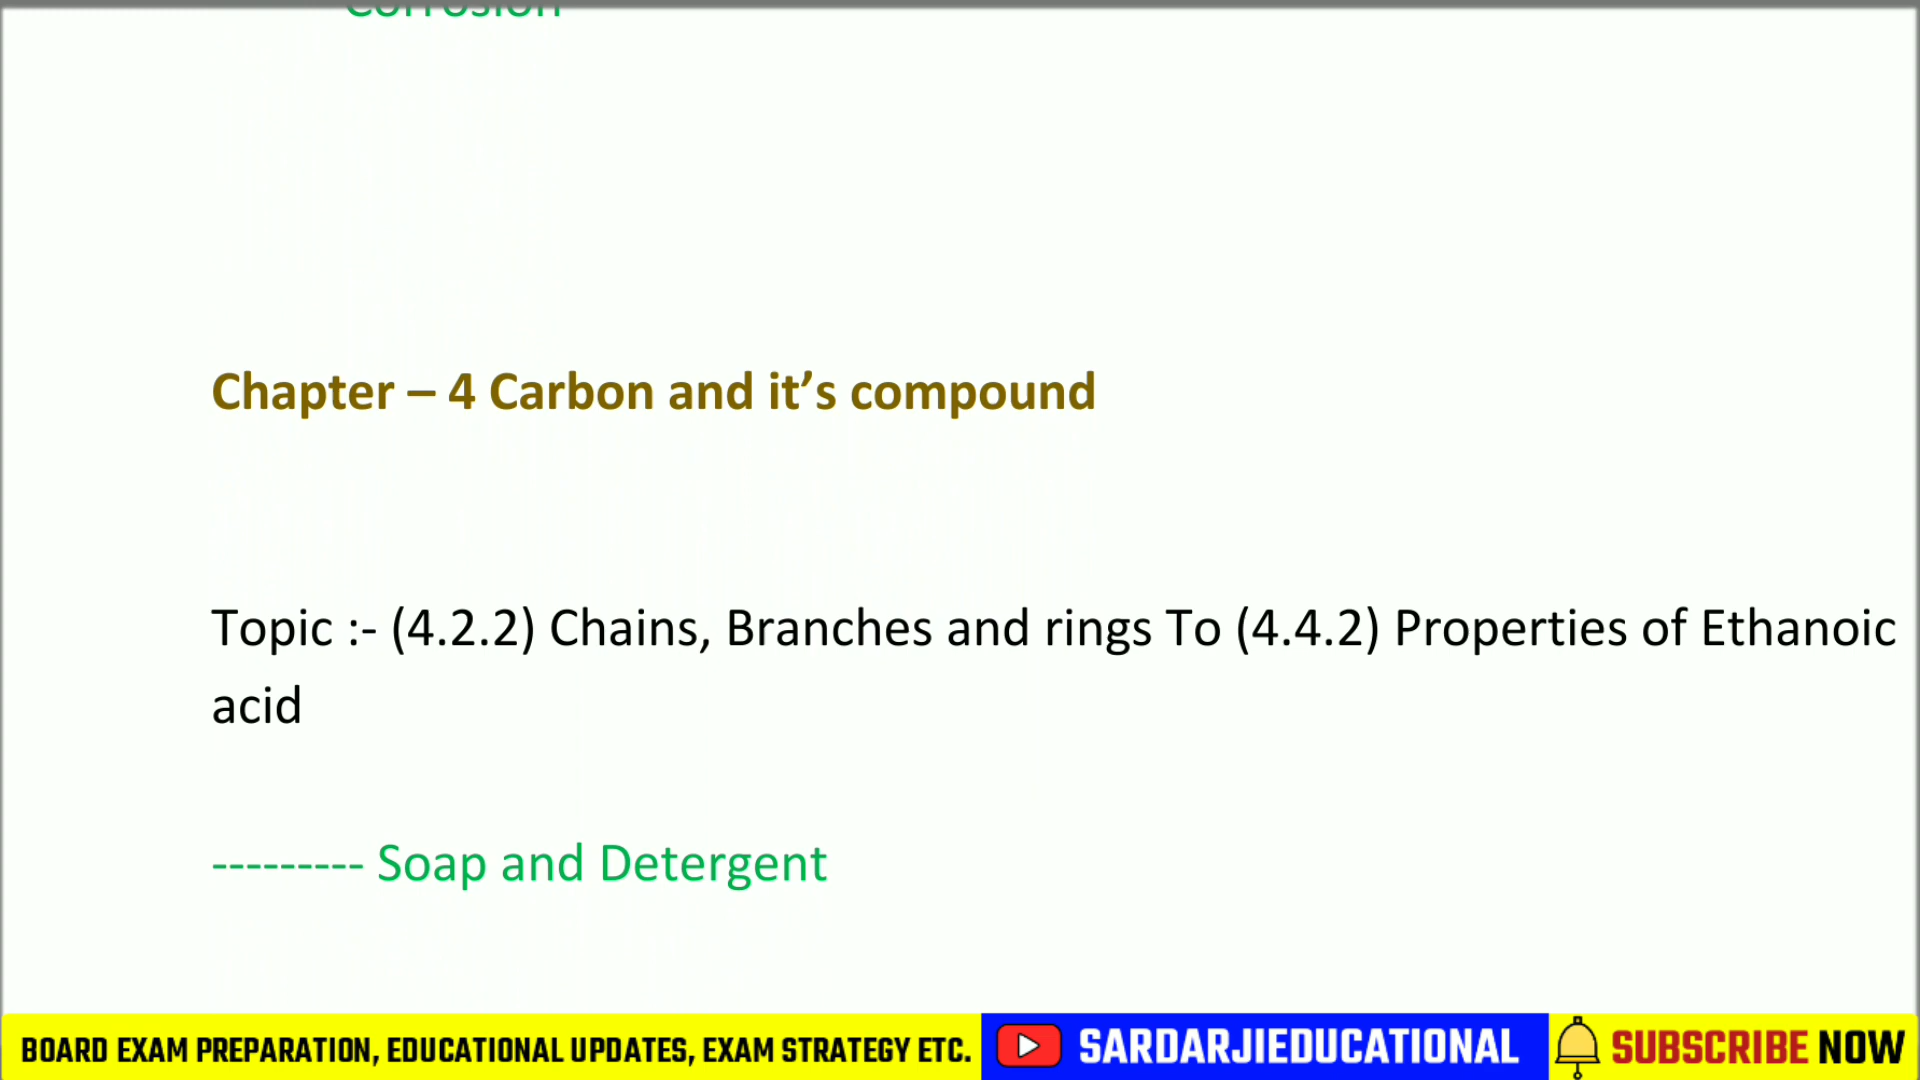 Corrosion
Chapter – 4 Carbon and it’s compound
Topic :- (4.2.2) Chains, Branches and rings To (4.4.2) Properties of Ethanoic
acid
--------- Soap and Detergent
BOARD EXAM PREPARATION, EDUCATIONAL UPDATES, EXAM STRATEGY ETC. SARDARJIEDUCATIONAL SUBSCRIBE NOW